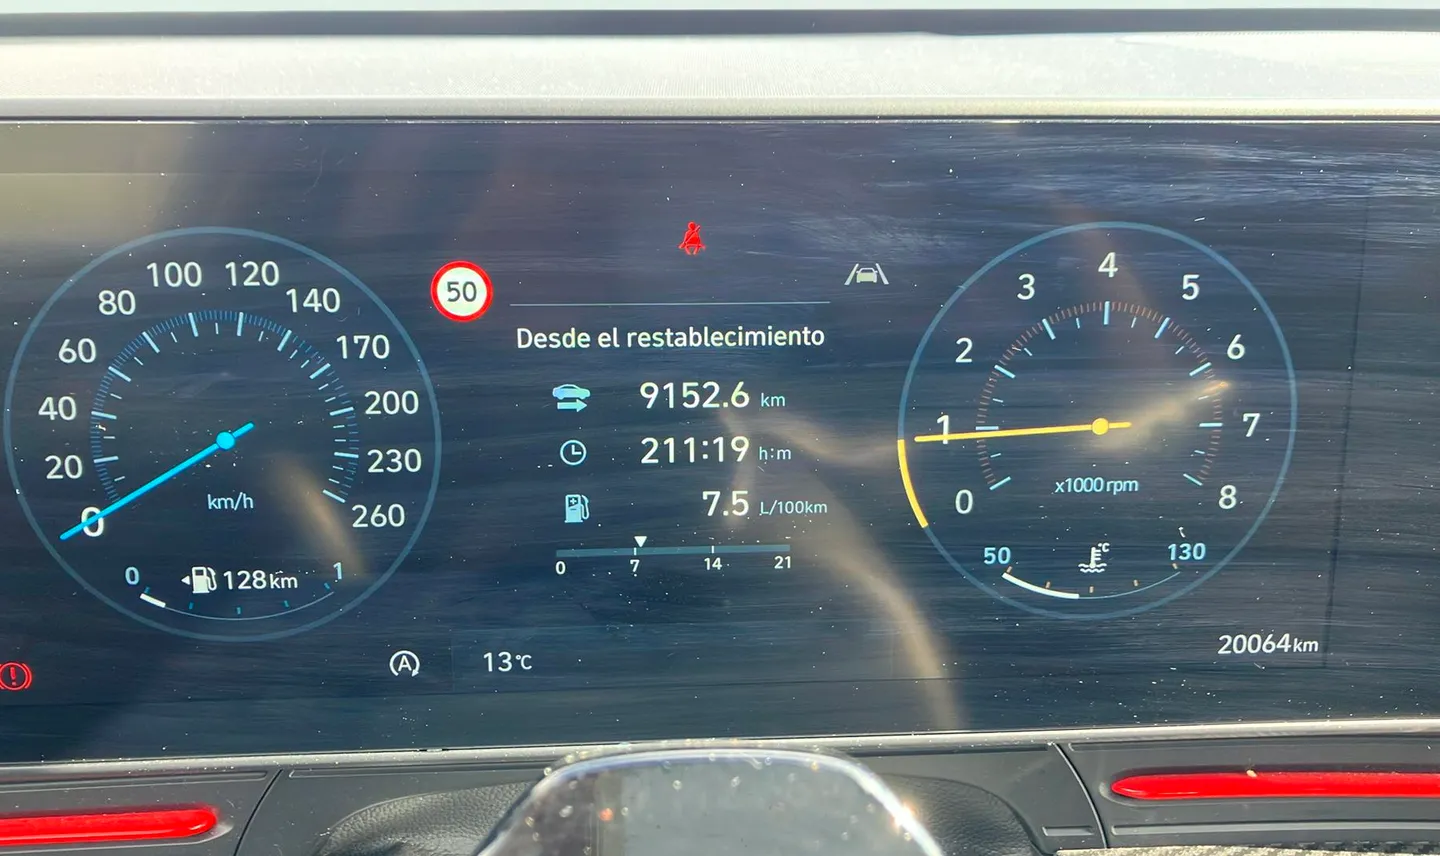 0
20
40
60
80
100
120
140
170
200
230
260
km/h
0 128km 1
50
Desde el restablecimiento
9152.6 km
211:19 h:m
7.5 L/100km
0 7 14 21
A 13°C
0
1
2
3
4
5
6
7
8
x1000 rpm
50 °C 130
20064 km